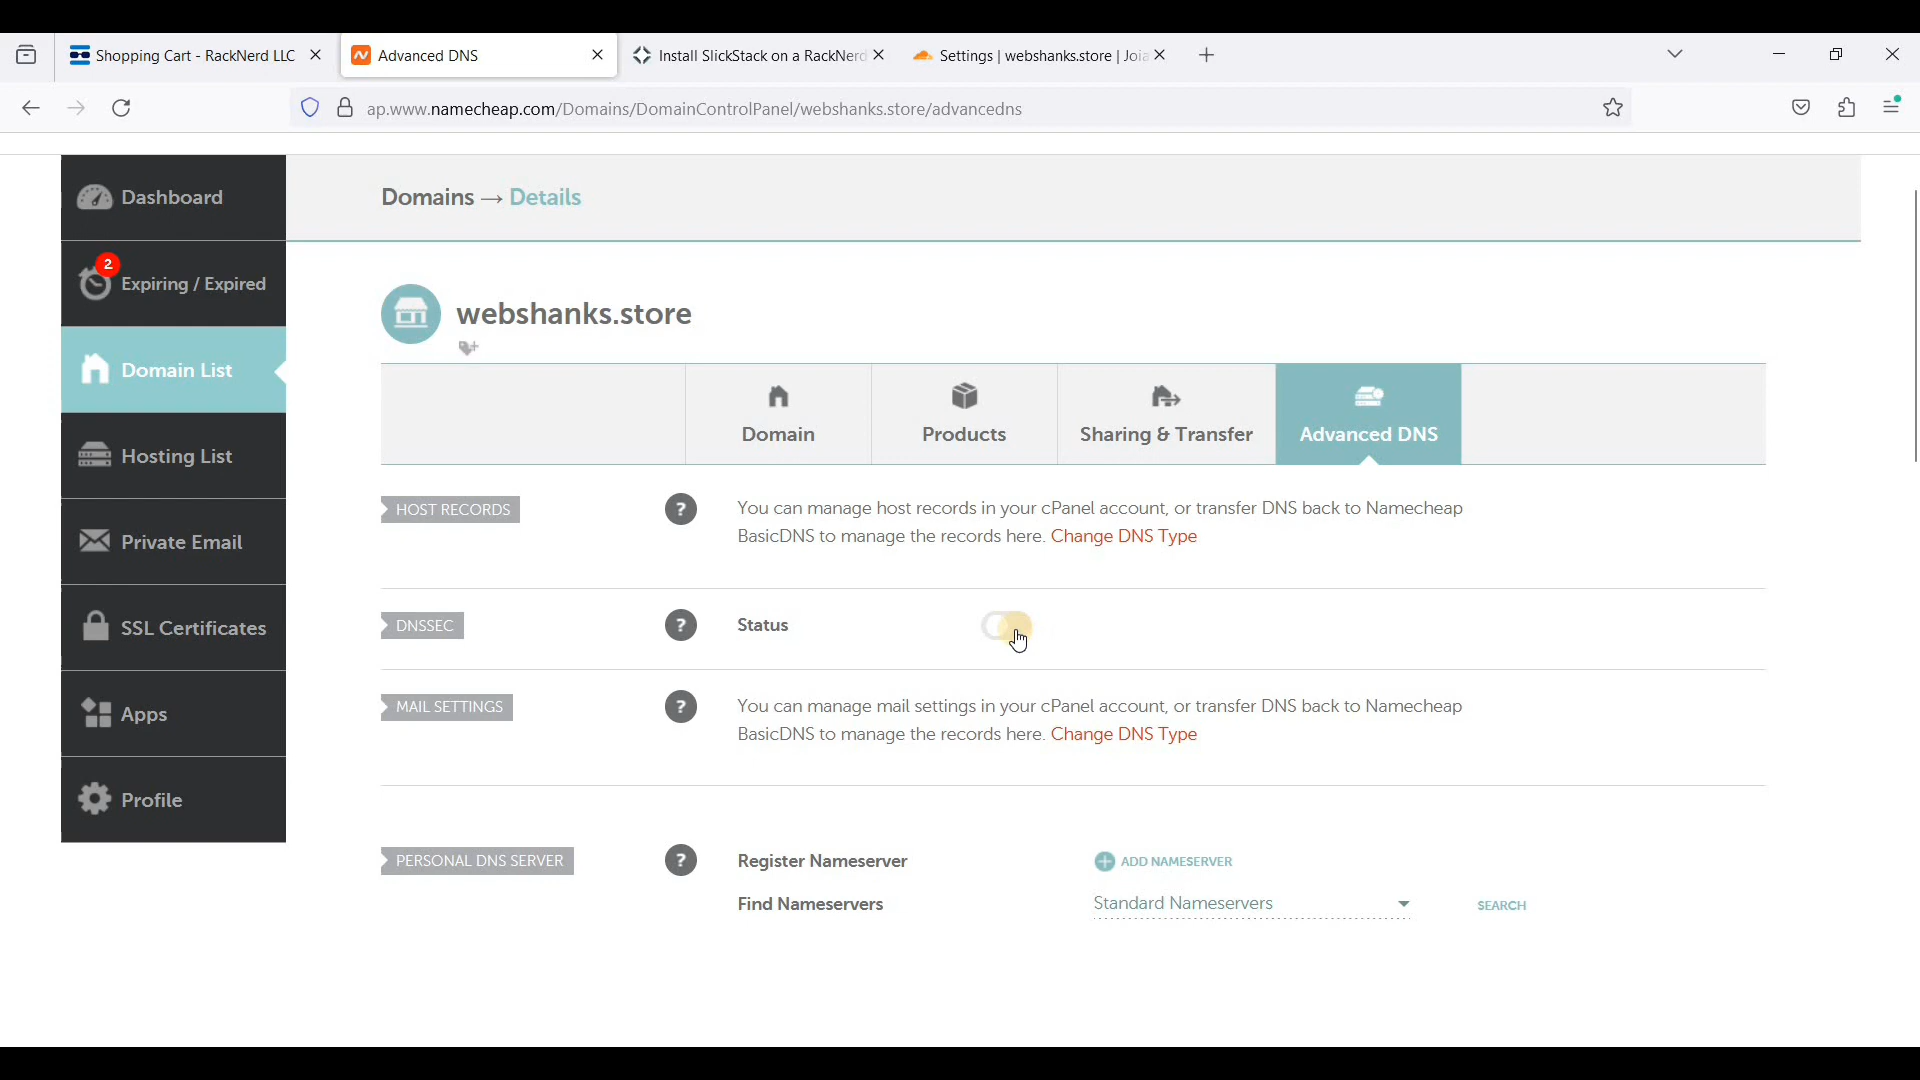 Shopping Cart - RackNerd LLC
Advanced DNS
Install SlickStack on a RackNerd
Settings | webshanks.store | Joia
ap.www.namecheap.com/Domains/DomainControlPanel/webshanks.store/advancedns
Dashboard
2
Expiring / Expired
Domain List
Hosting List
Private Email
SSL Certificates
Apps
Profile
Domains → Details
webshanks.store
Domain
Products
Sharing & Transfer
Advanced DNS
HOST RECORDS
?
You can manage host records in your cPanel account, or transfer DNS back to Namecheap
BasicDNS to manage the records here. Change DNS Type
DNSSEC
?
Status
MAIL SETTINGS
?
You can manage mail settings in your cPanel account, or transfer DNS back to Namecheap
BasicDNS to manage the records here. Change DNS Type
PERSONAL DNS SERVER
?
Register Nameserver
ADD NAMESERVER
Find Nameservers
Standard Nameservers
SEARCH